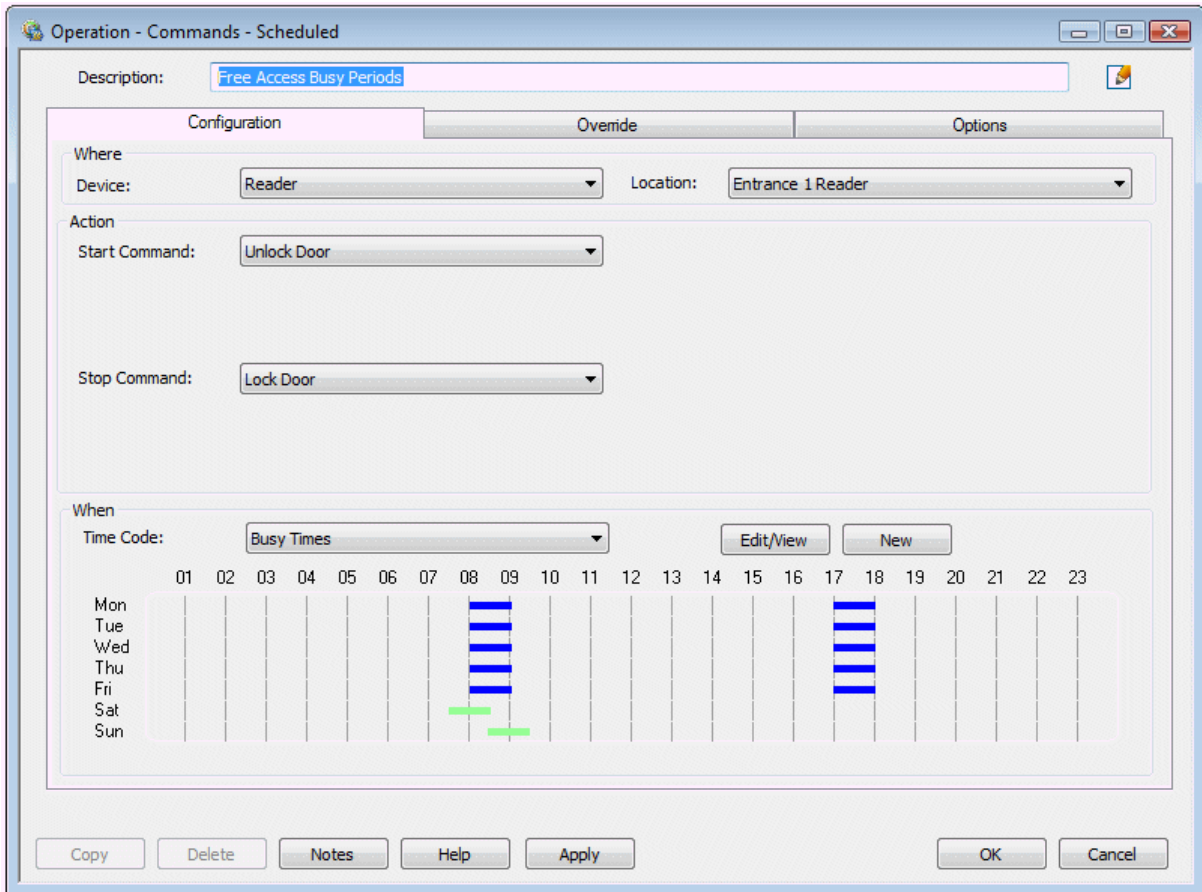 Operation - Commands - Scheduled
Description: Free Access Busy Periods
Configuration Override Options
Where
Device: Reader Location: Entrance 1 Reader
Action
Start Command: Unlock Door
Stop Command: Lock Door
When
Time Code: Busy Times Edit/View New
01 02 03 04 05 06 07 08 09 10 11 12 13 14 15 16 17 18 19 20 21 22 23
Mon
Tue
Wed
Thu
Fri
Sat
Sun
Copy Delete Notes Help Apply OK Cancel